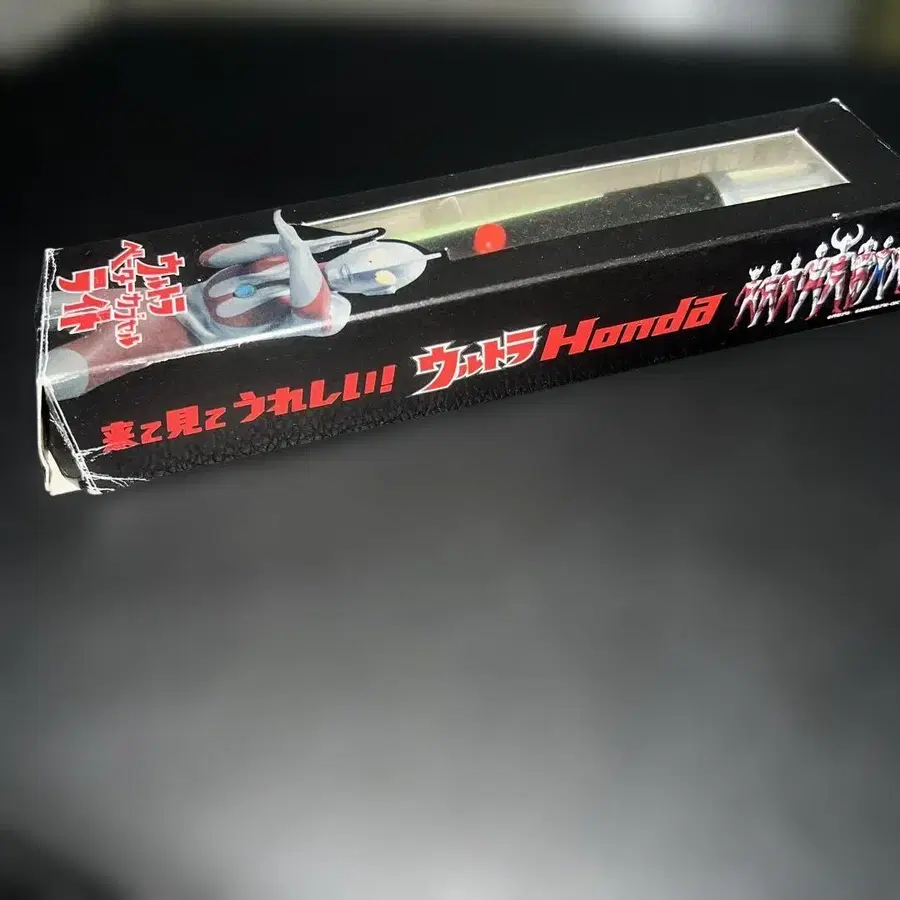 ウルトラ
ベーターカプセル
ライト
来て見てうれしい!
ウルトラHonda